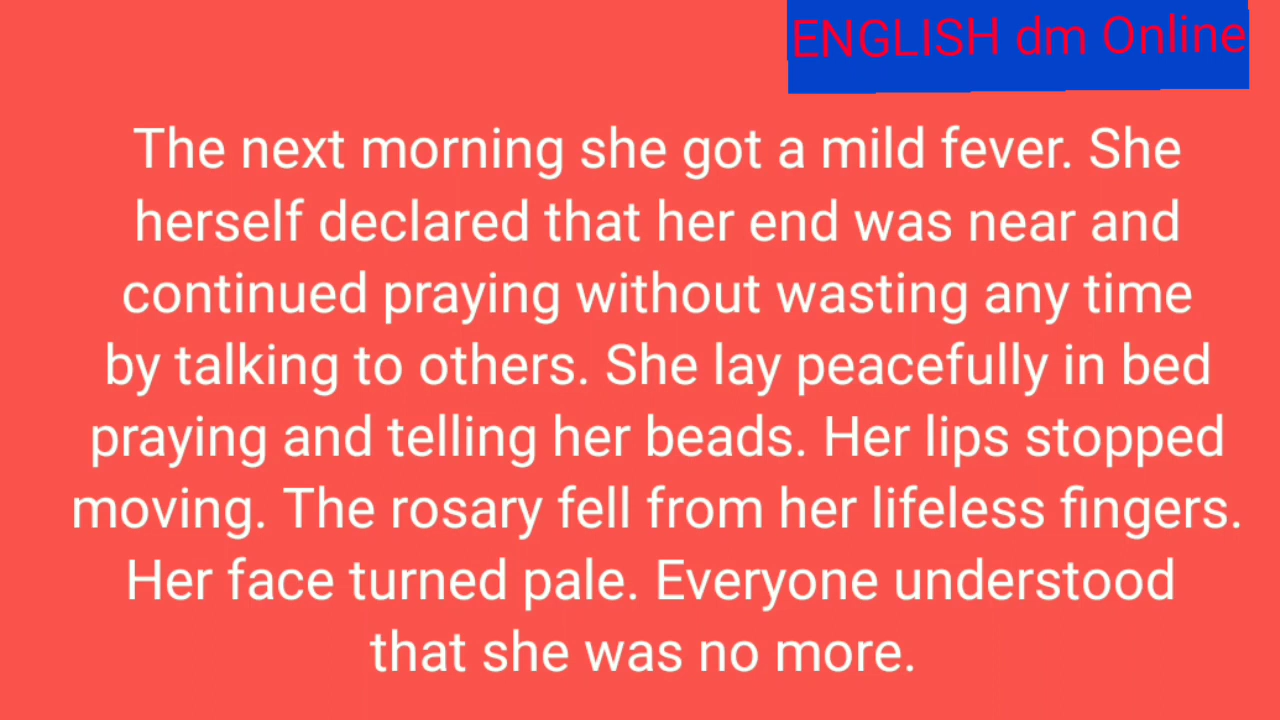 ENGLISH dm Online
The next morning she got a mild fever. She
herself declared that her end was near and
continued praying without wasting any time
by talking to others. She lay peacefully in bed
praying and telling her beads. Her lips stopped
moving. The rosary fell from her lifeless fingers.
Her face turned pale. Everyone understood
that she was no more.